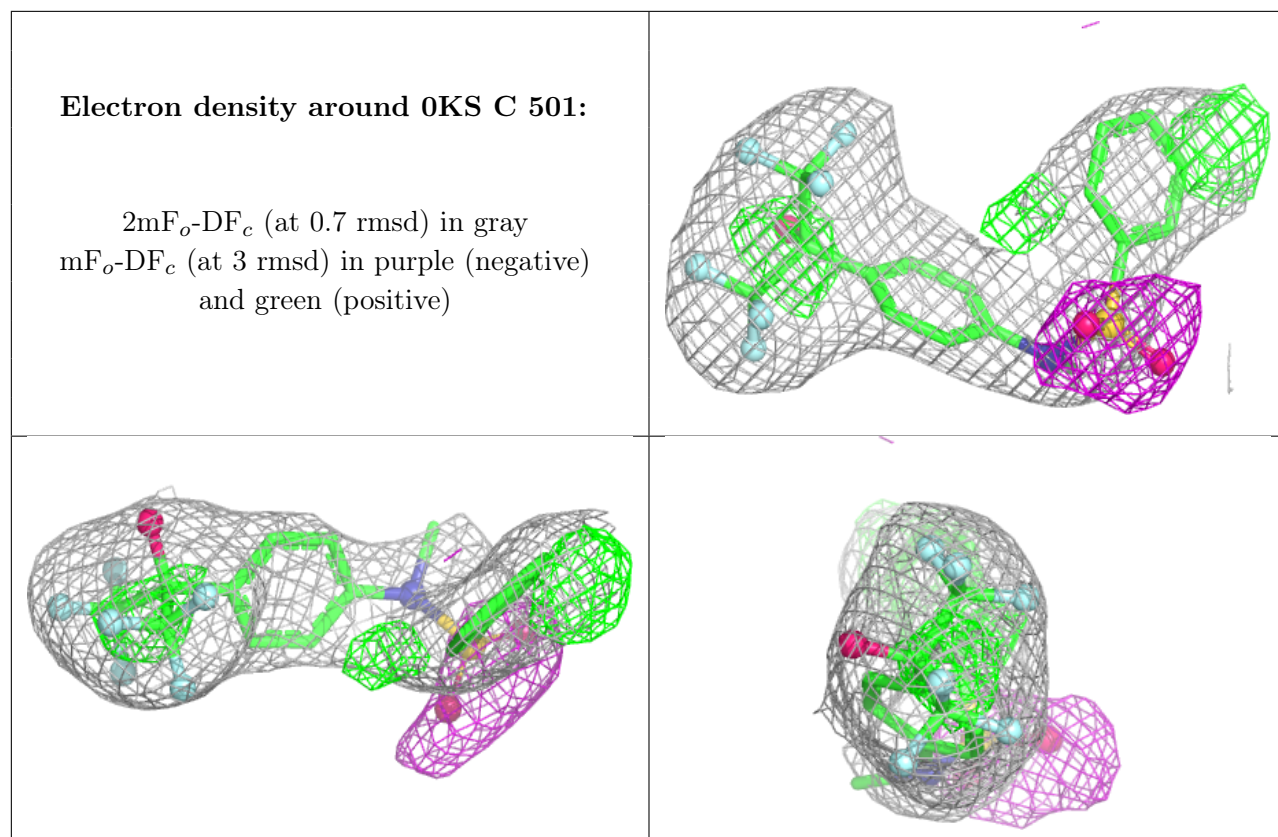 Electron density around 0KS C 501:
2mFo-DFc (at 0.7 rmsd) in gray
mFo-DFc (at 3 rmsd) in purple (negative)
and green (positive)